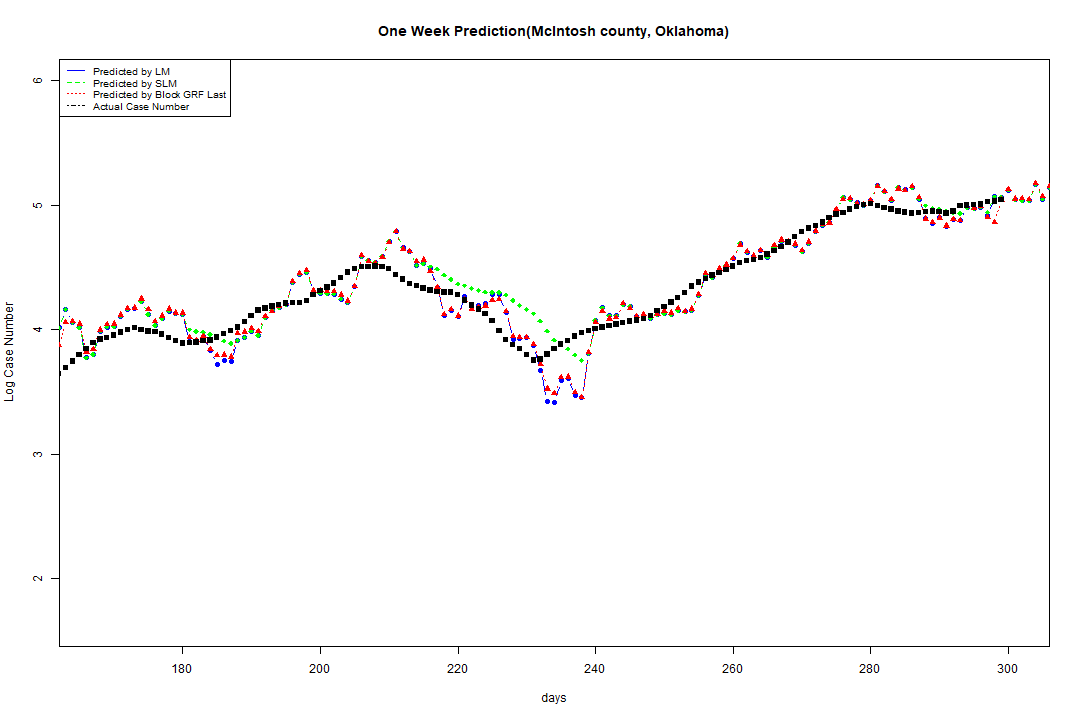 One Week Prediction(McIntosh county, Oklahoma)
Predicted by LM
Predicted by SLM
Predicted by Block GRF Last
Actual Case Number
6
5
4
3
2
Log Case Number
180 200 220 240 260 280 300
days